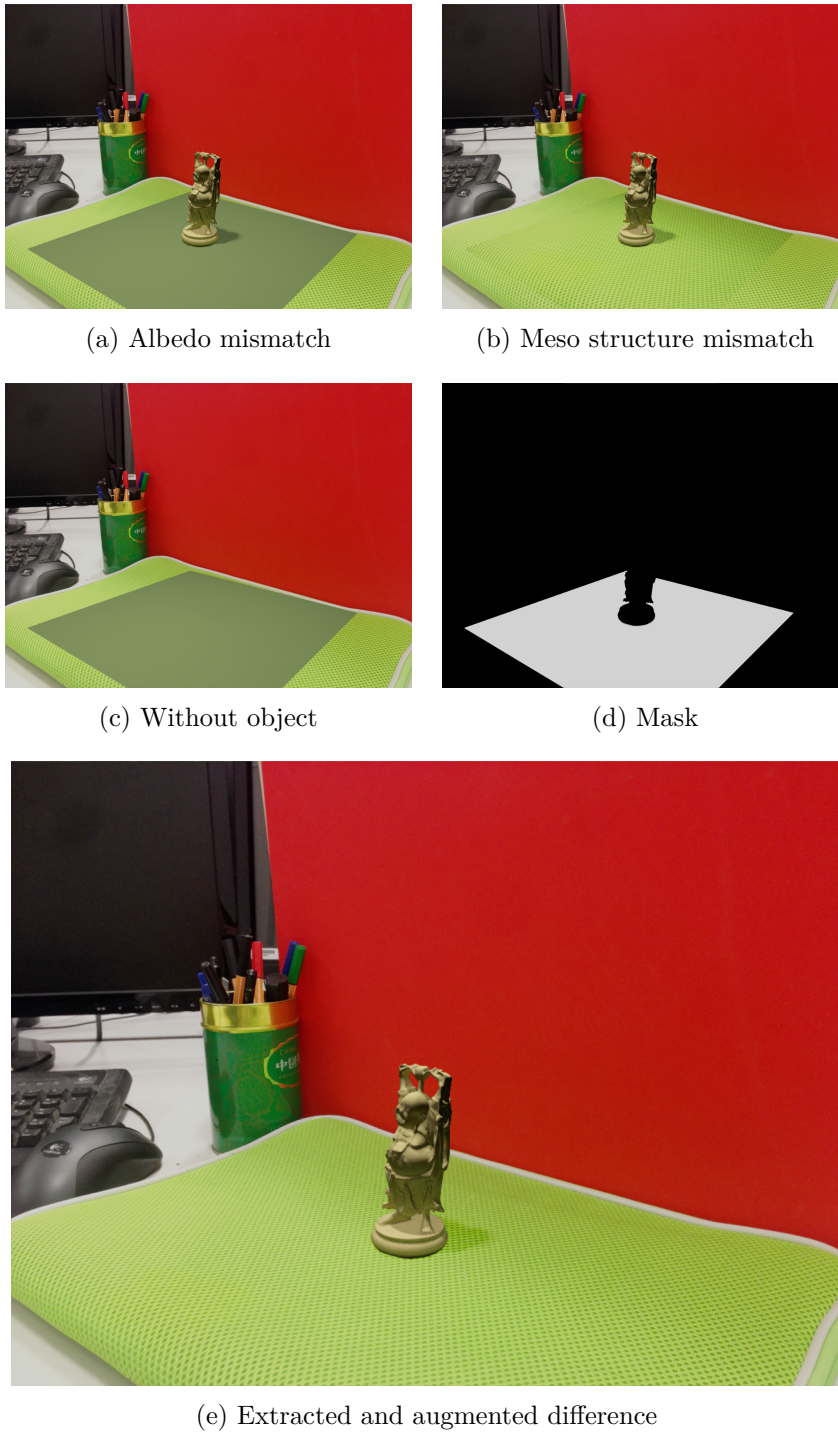 (a) Albedo mismatch
(b) Meso structure mismatch
(c) Without object
(d) Mask
(e) Extracted and augmented difference